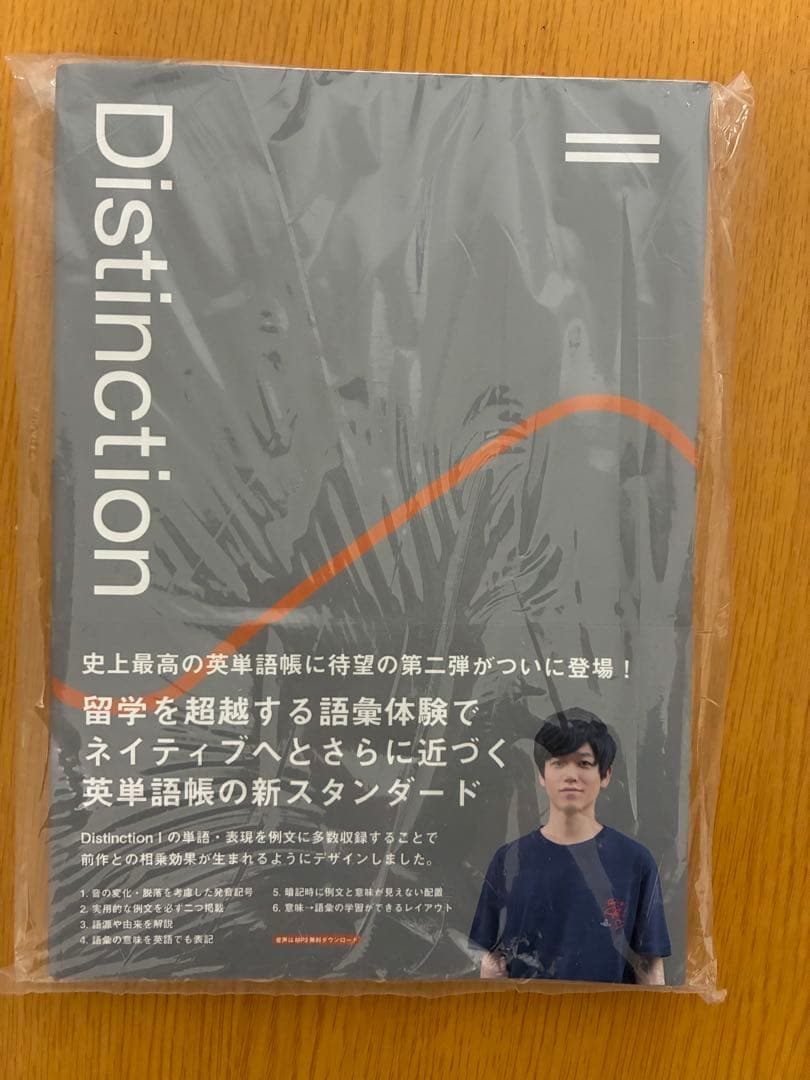 Distinction
II
史上最高の英単語帳に待望の第二弾がついに登場！
留学を超越する語彙体験で
ネイティブへとさらに近づく
英単語帳の新スタンダード
Distinction I の単語・表現を例文に多数収録することで
前作との相乗効果が生まれるようにデザインしました。
1. 音の変化・脱落を考慮した発音記号
2. 実用的な例文を必ず二つ掲載
3. 語源や由来を解説
4. 語彙の意味を英語でも表記
5. 暗記時に例文と意味が見えない配置
6. 意味→語彙の学習ができるレイアウト
音声はMP3無料ダウンロード